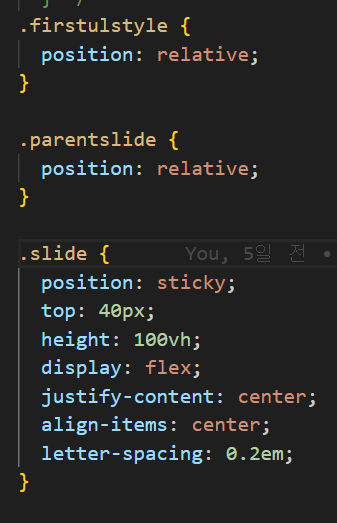 .firstulstyle {
position: relative;
}
.parentslide {
position: relative;
}
.slide { You, 5일 전 •
position: sticky;
top: 40px;
height: 100vh;
display: flex;
justify-content: center;
align-items: center;
letter-spacing: 0.2em;
}